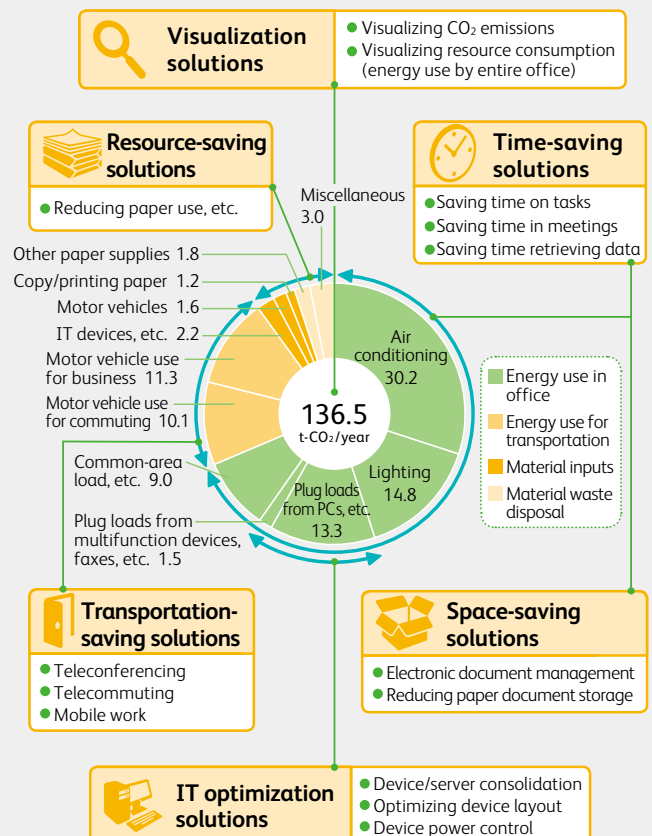 Visualization
solutions
● Visualizing CO₂ emissions
● Visualizing resource consumption
(energy use by entire office)
Resource-saving
solutions
● Reducing paper use, etc.
Time-saving
solutions
● Saving time on tasks
● Saving time in meetings
● Saving time retrieving data
Miscellaneous
3.0
Other paper supplies 1.8
Copy/printing paper 1.2
Motor vehicles 1.6
IT devices, etc. 2.2
Motor vehicle use
for business 11.3
Motor vehicle use
for commuting 10.1
Common-area
load, etc. 9.0
Plug loads from
multifunction devices,
faxes, etc. 1.5
Air
conditioning
30.2
Lighting
14.8
Plug loads
from PCs, etc.
13.3
136.5
t-CO₂/year
Energy use in
office
Energy use for
transportation
Material inputs
Material waste
disposal
Transportation-
saving solutions
● Teleconferencing
● Telecommuting
● Mobile work
Space-saving
solutions
● Electronic document management
● Reducing paper document storage
IT optimization
solutions
● Device/server consolidation
● Optimizing device layout
● Device power control